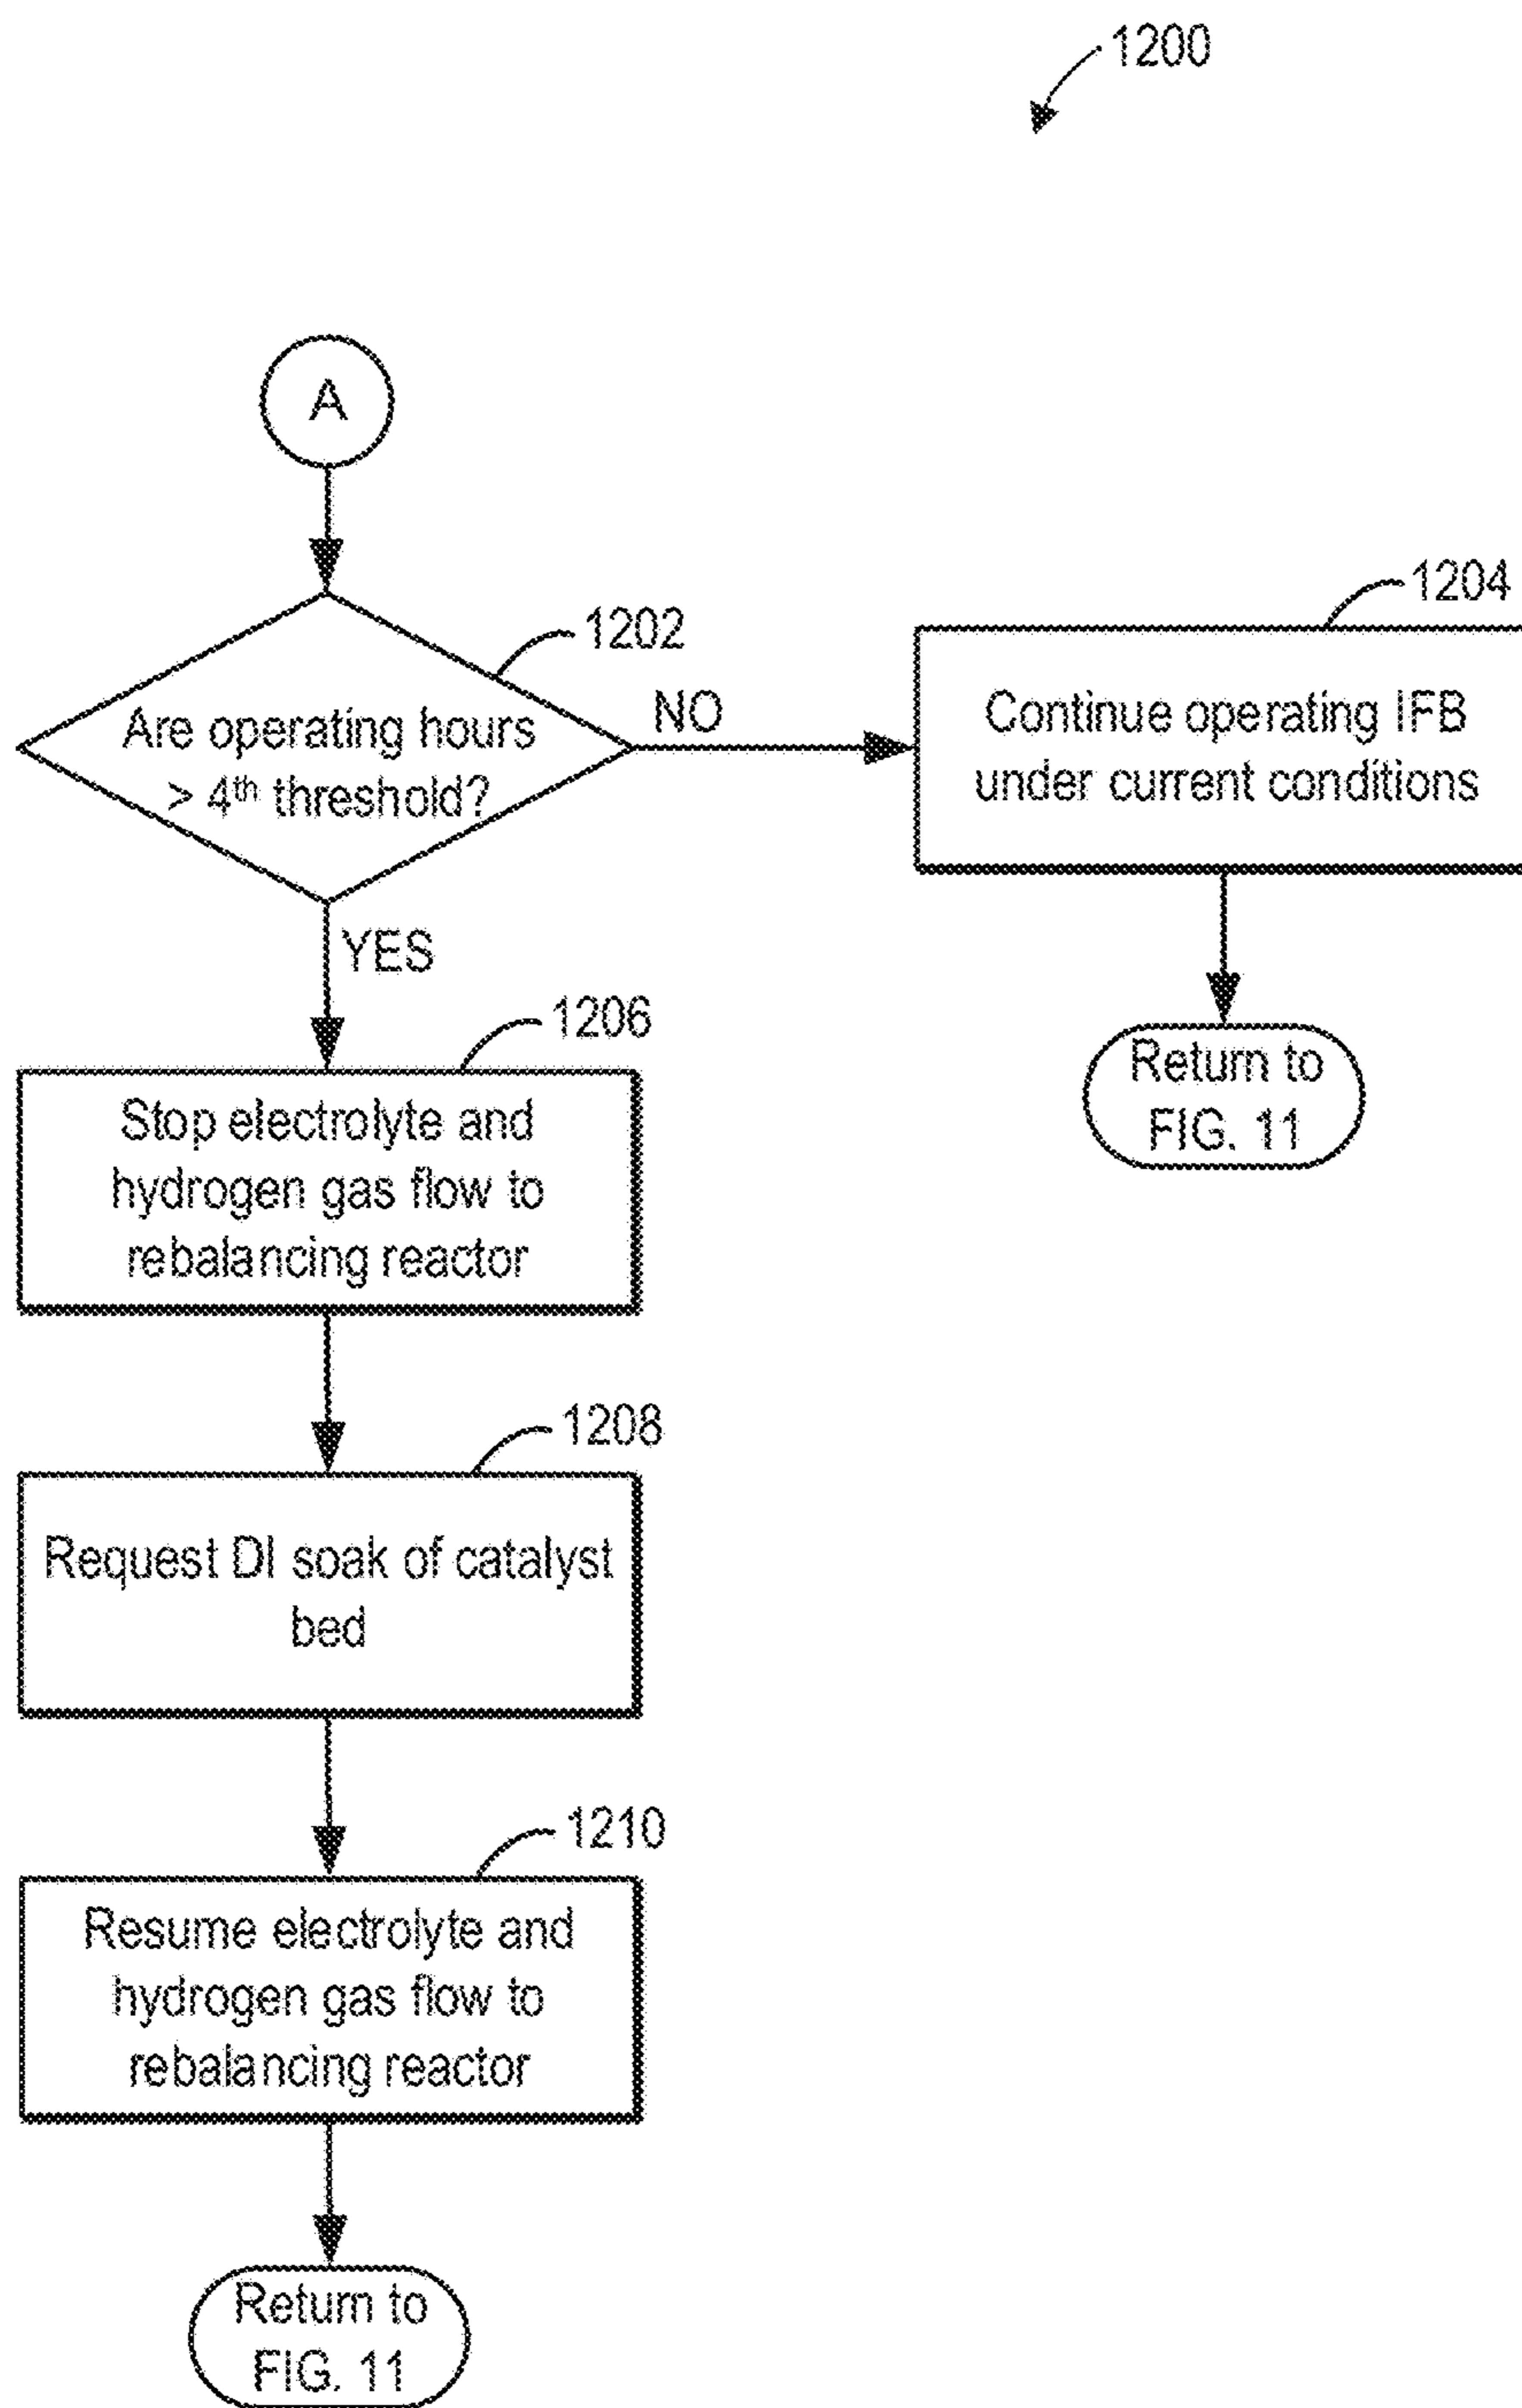 1200
A
1202
Are operating hours
> 4th threshold?
NO
1204
Continue operating IFB
under current conditions
YES
Return to
FIG. 11
1206
Stop electrolyte and
hydrogen gas flow to
rebalancing reactor
1208
Request DI soak of catalyst
bed
1210
Resume electrolyte and
hydrogen gas flow to
rebalancing reactor
Return to
FIG. 11